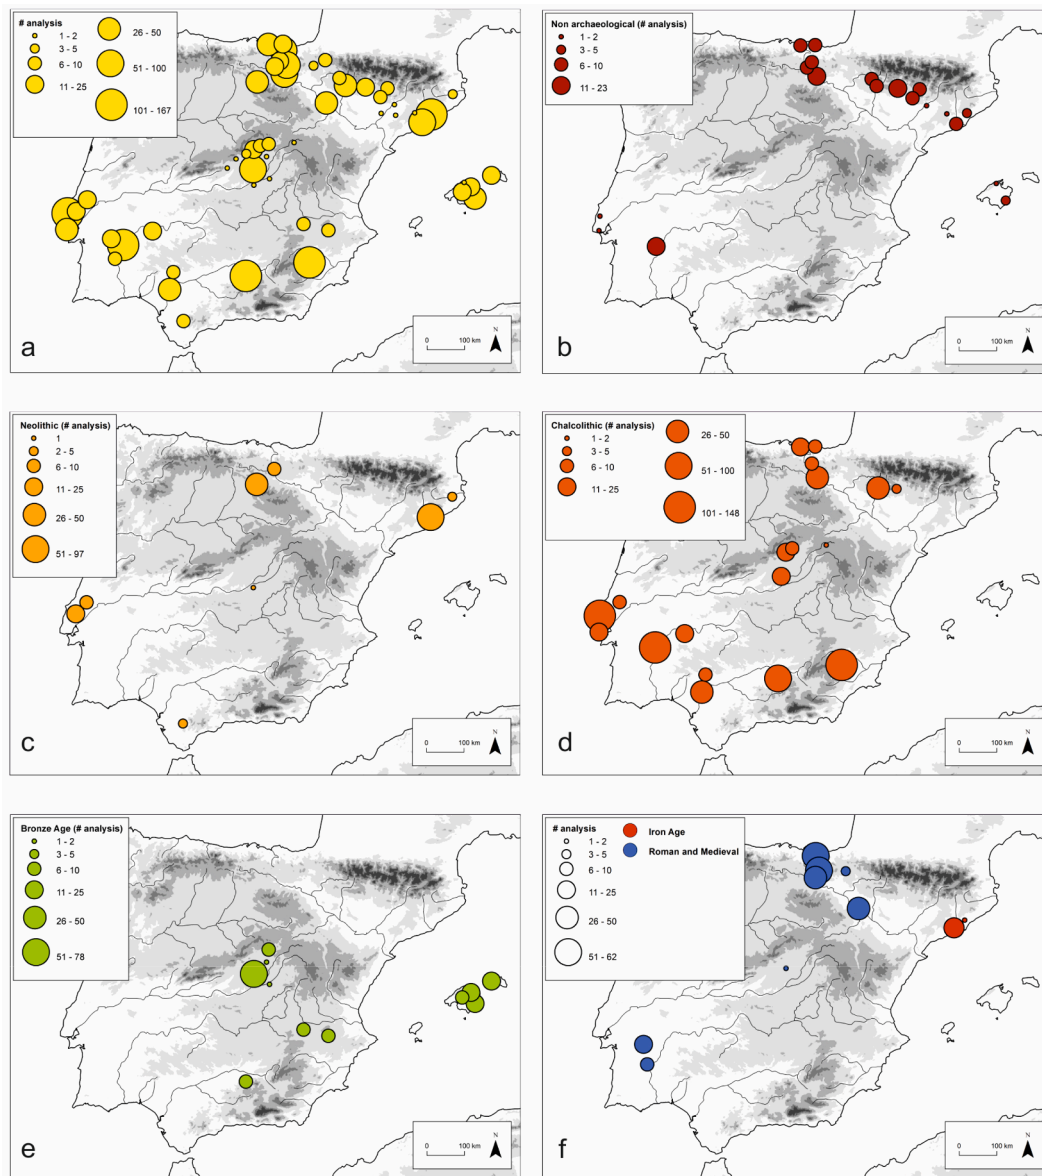 # analysis
1 - 2
3 - 5
6 - 10
11 - 25
26 - 50
51 - 100
101 - 167
N
0 100 km
a
Non archaeological (# analysis)
1 - 2
3 - 5
6 - 10
11 - 23
N
0 100 km
b
Neolithic (# analysis)
1
2 - 5
6 - 10
11 - 25
26 - 50
51 - 97
N
0 100 km
c
Chalcolithic (# analysis)
1 - 2
3 - 5
6 - 10
11 - 25
26 - 50
51 - 100
101 - 148
N
0 100 km
d
Bronze Age (# analysis)
1 - 2
3 - 5
6 - 10
11 - 25
26 - 50
51 - 78
N
0 100 km
e
# analysis
1 - 2
3 - 5
6 - 10
11 - 25
26 - 50
51 - 62
Iron Age
Roman and Medieval
N
0 100 km
f